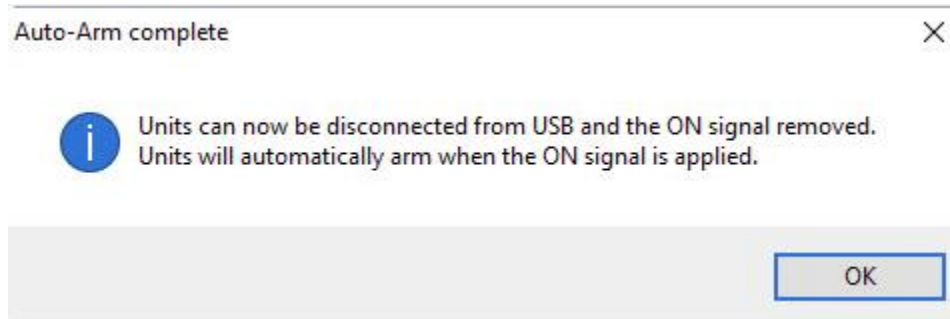 Auto-Arm complete
Units can now be disconnected from USB and the ON signal removed.
Units will automatically arm when the ON signal is applied.
OK